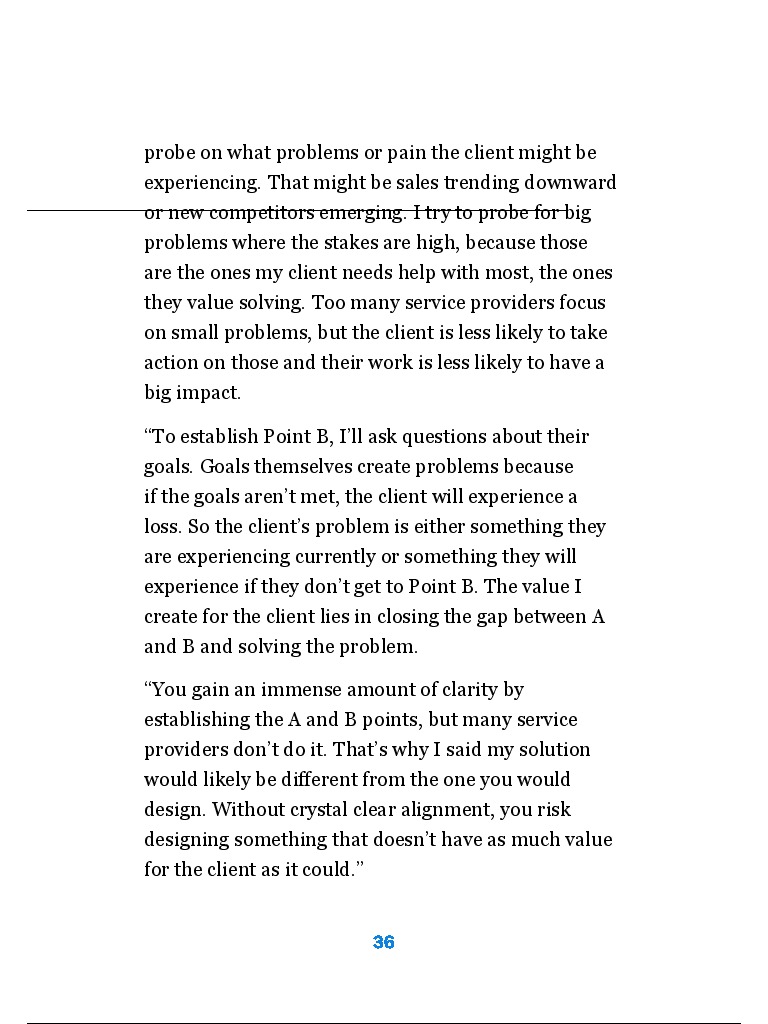 probe on what problems or pain the client might be
experiencing. That might be sales trending downward
or new competitors emerging. I try to probe for big
problems where the stakes are high, because those
are the ones my client needs help with most, the ones
they value solving. Too many service providers focus
on small problems, but the client is less likely to take
action on those and their work is less likely to have a
big impact.
“To establish Point B, I’ll ask questions about their
goals. Goals themselves create problems because
if the goals aren’t met, the client will experience a
loss. So the client’s problem is either something they
are experiencing currently or something they will
experience if they don’t get to Point B. The value I
create for the client lies in closing the gap between A
and B and solving the problem.
“You gain an immense amount of clarity by
establishing the A and B points, but many service
providers don’t do it. That’s why I said my solution
would likely be different from the one you would
design. Without crystal clear alignment, you risk
designing something that doesn’t have as much value
for the client as it could.”
36